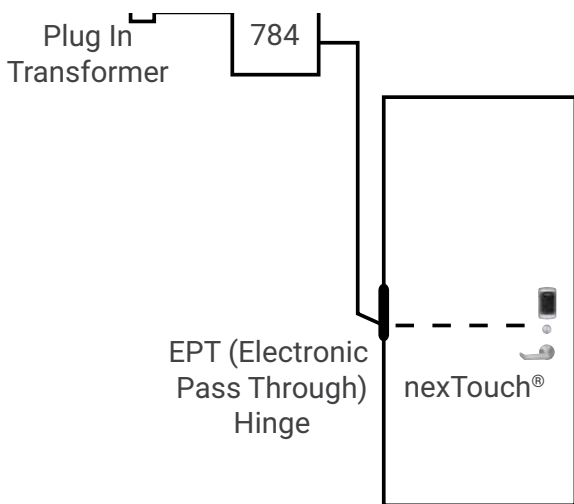 Plug In
Transformer
784
EPT (Electronic
Pass Through)
Hinge
nexTouch®